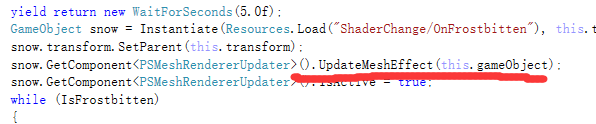 yield return new WaitForSeconds(5.0f);
GameObject snow = Instantiate(Resources.Load("ShaderChange/OnFrostbitten"), this.t
snow.transform.SetParent(this.transform);
snow.GetComponent<PSMeshRendererUpdater>().UpdateMeshEffect(this.gameObject);
snow.GetComponent<PSMeshRendererUpdater>().IsActive = true;
while (IsFrostbitten)
{